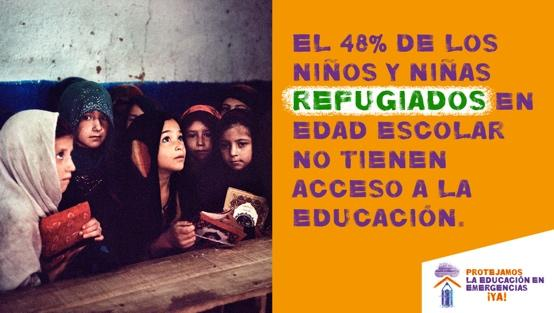 EL 48% DE LOS
NIÑOS Y NIÑAS
REFUGIADOS EN
EDAD ESCOLAR
NO TIENEN
ACCESO A LA
EDUCACIÓN.
PROTEJAMOS
LA EDUCACIÓN EN
EMERGENCIAS
¡YA!